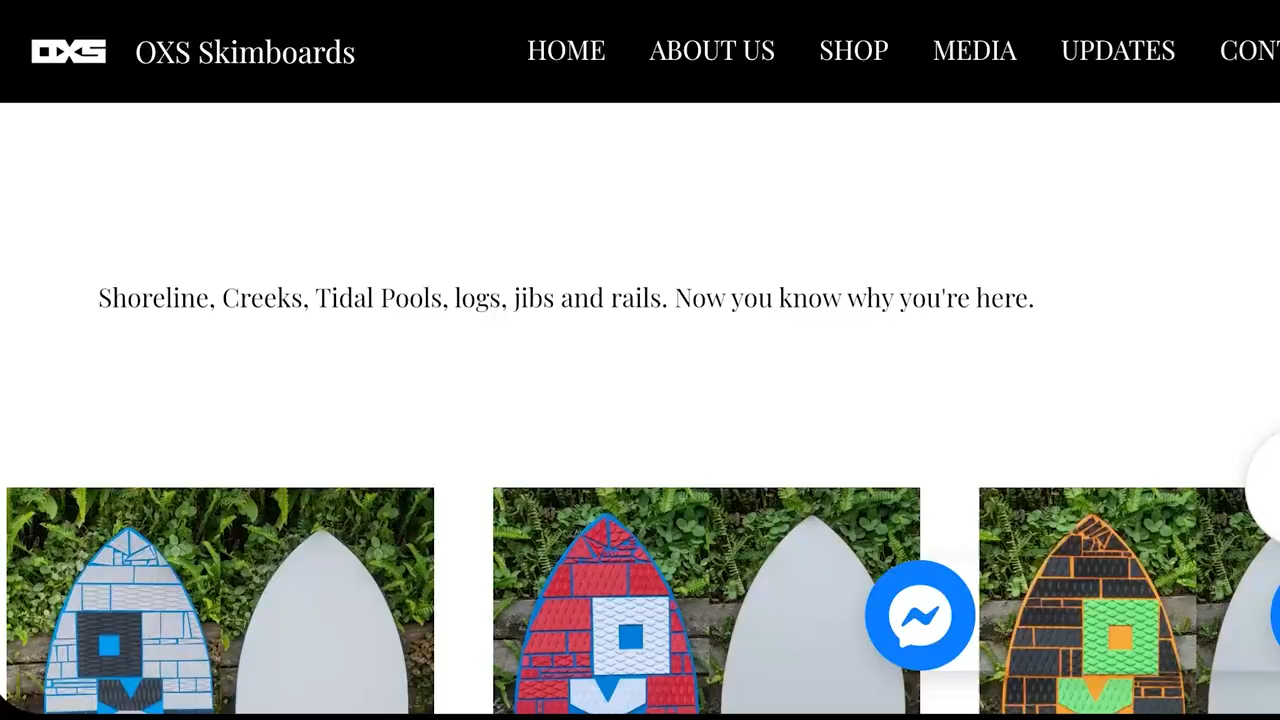 OXS OXS Skimboards HOME ABOUT US SHOP MEDIA UPDATES CONT
Shoreline, Creeks, Tidal Pools, logs, jibs and rails. Now you know why you're here.